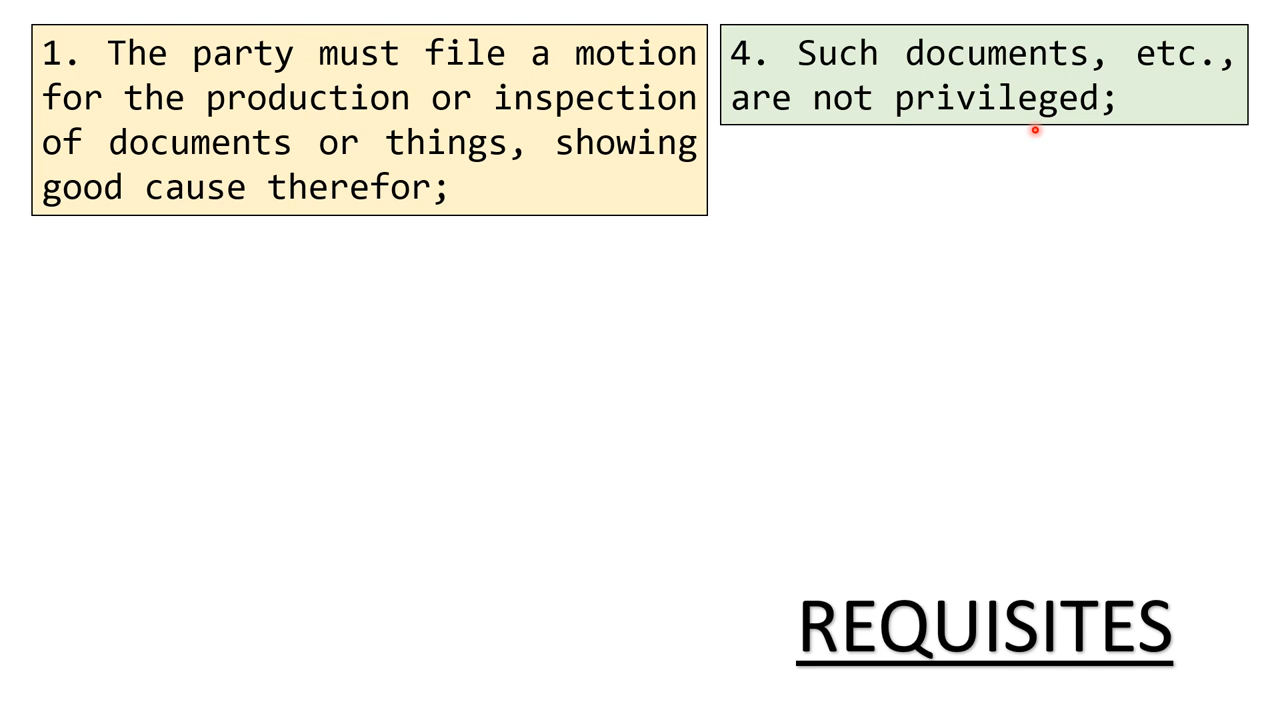 1. The party must file a motion
for the production or inspection
of documents or things, showing
good cause therefor;
4. Such documents, etc.,
are not privileged;
REQUISITES